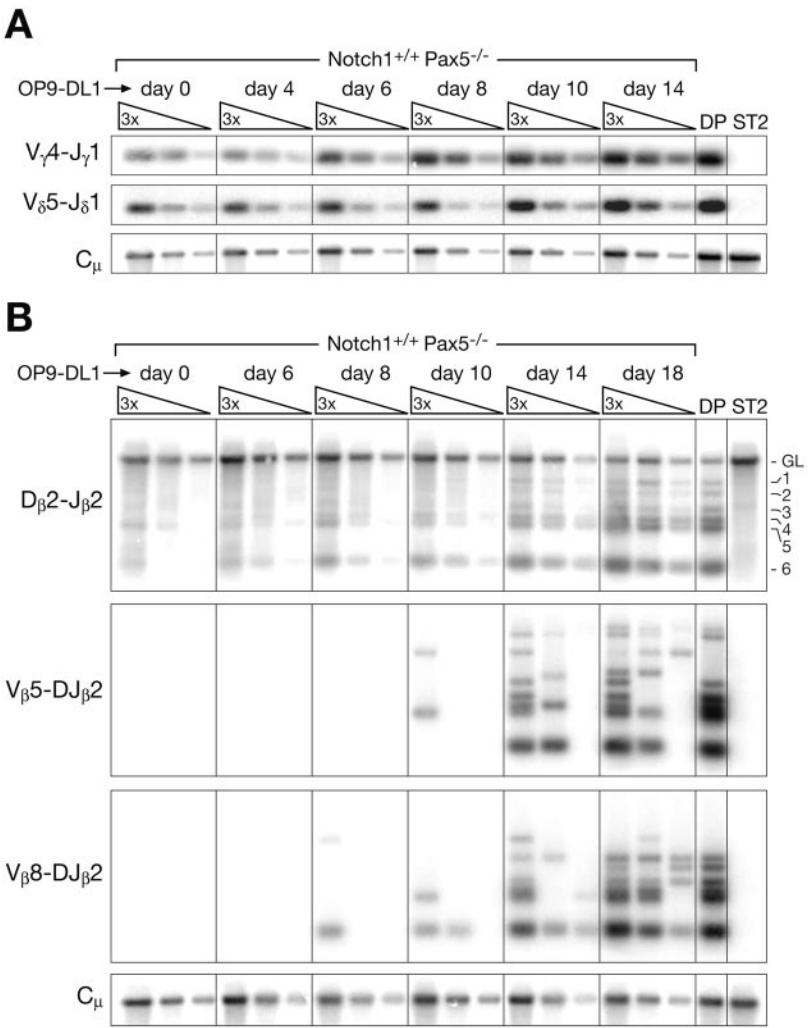 A
Notch1+/+ Pax5-/-
OP9-DL1→ day 0 day 4 day 6 day 8 day 10 day 14
3x 3x 3x 3x 3x 3x DP ST2
Vγ4-Jγ1
Vδ5-Jδ1
Cμ
B
Notch1+/+ Pax5-/-
OP9-DL1→ day 0 day 6 day 8 day 10 day 14 day 18
3x 3x 3x 3x 3x 3x DP ST2
- GL
Dβ2-Jβ2
1
2
3
4
5
- 6
Vβ5-DJβ2
Vβ8-DJβ2
Cμ